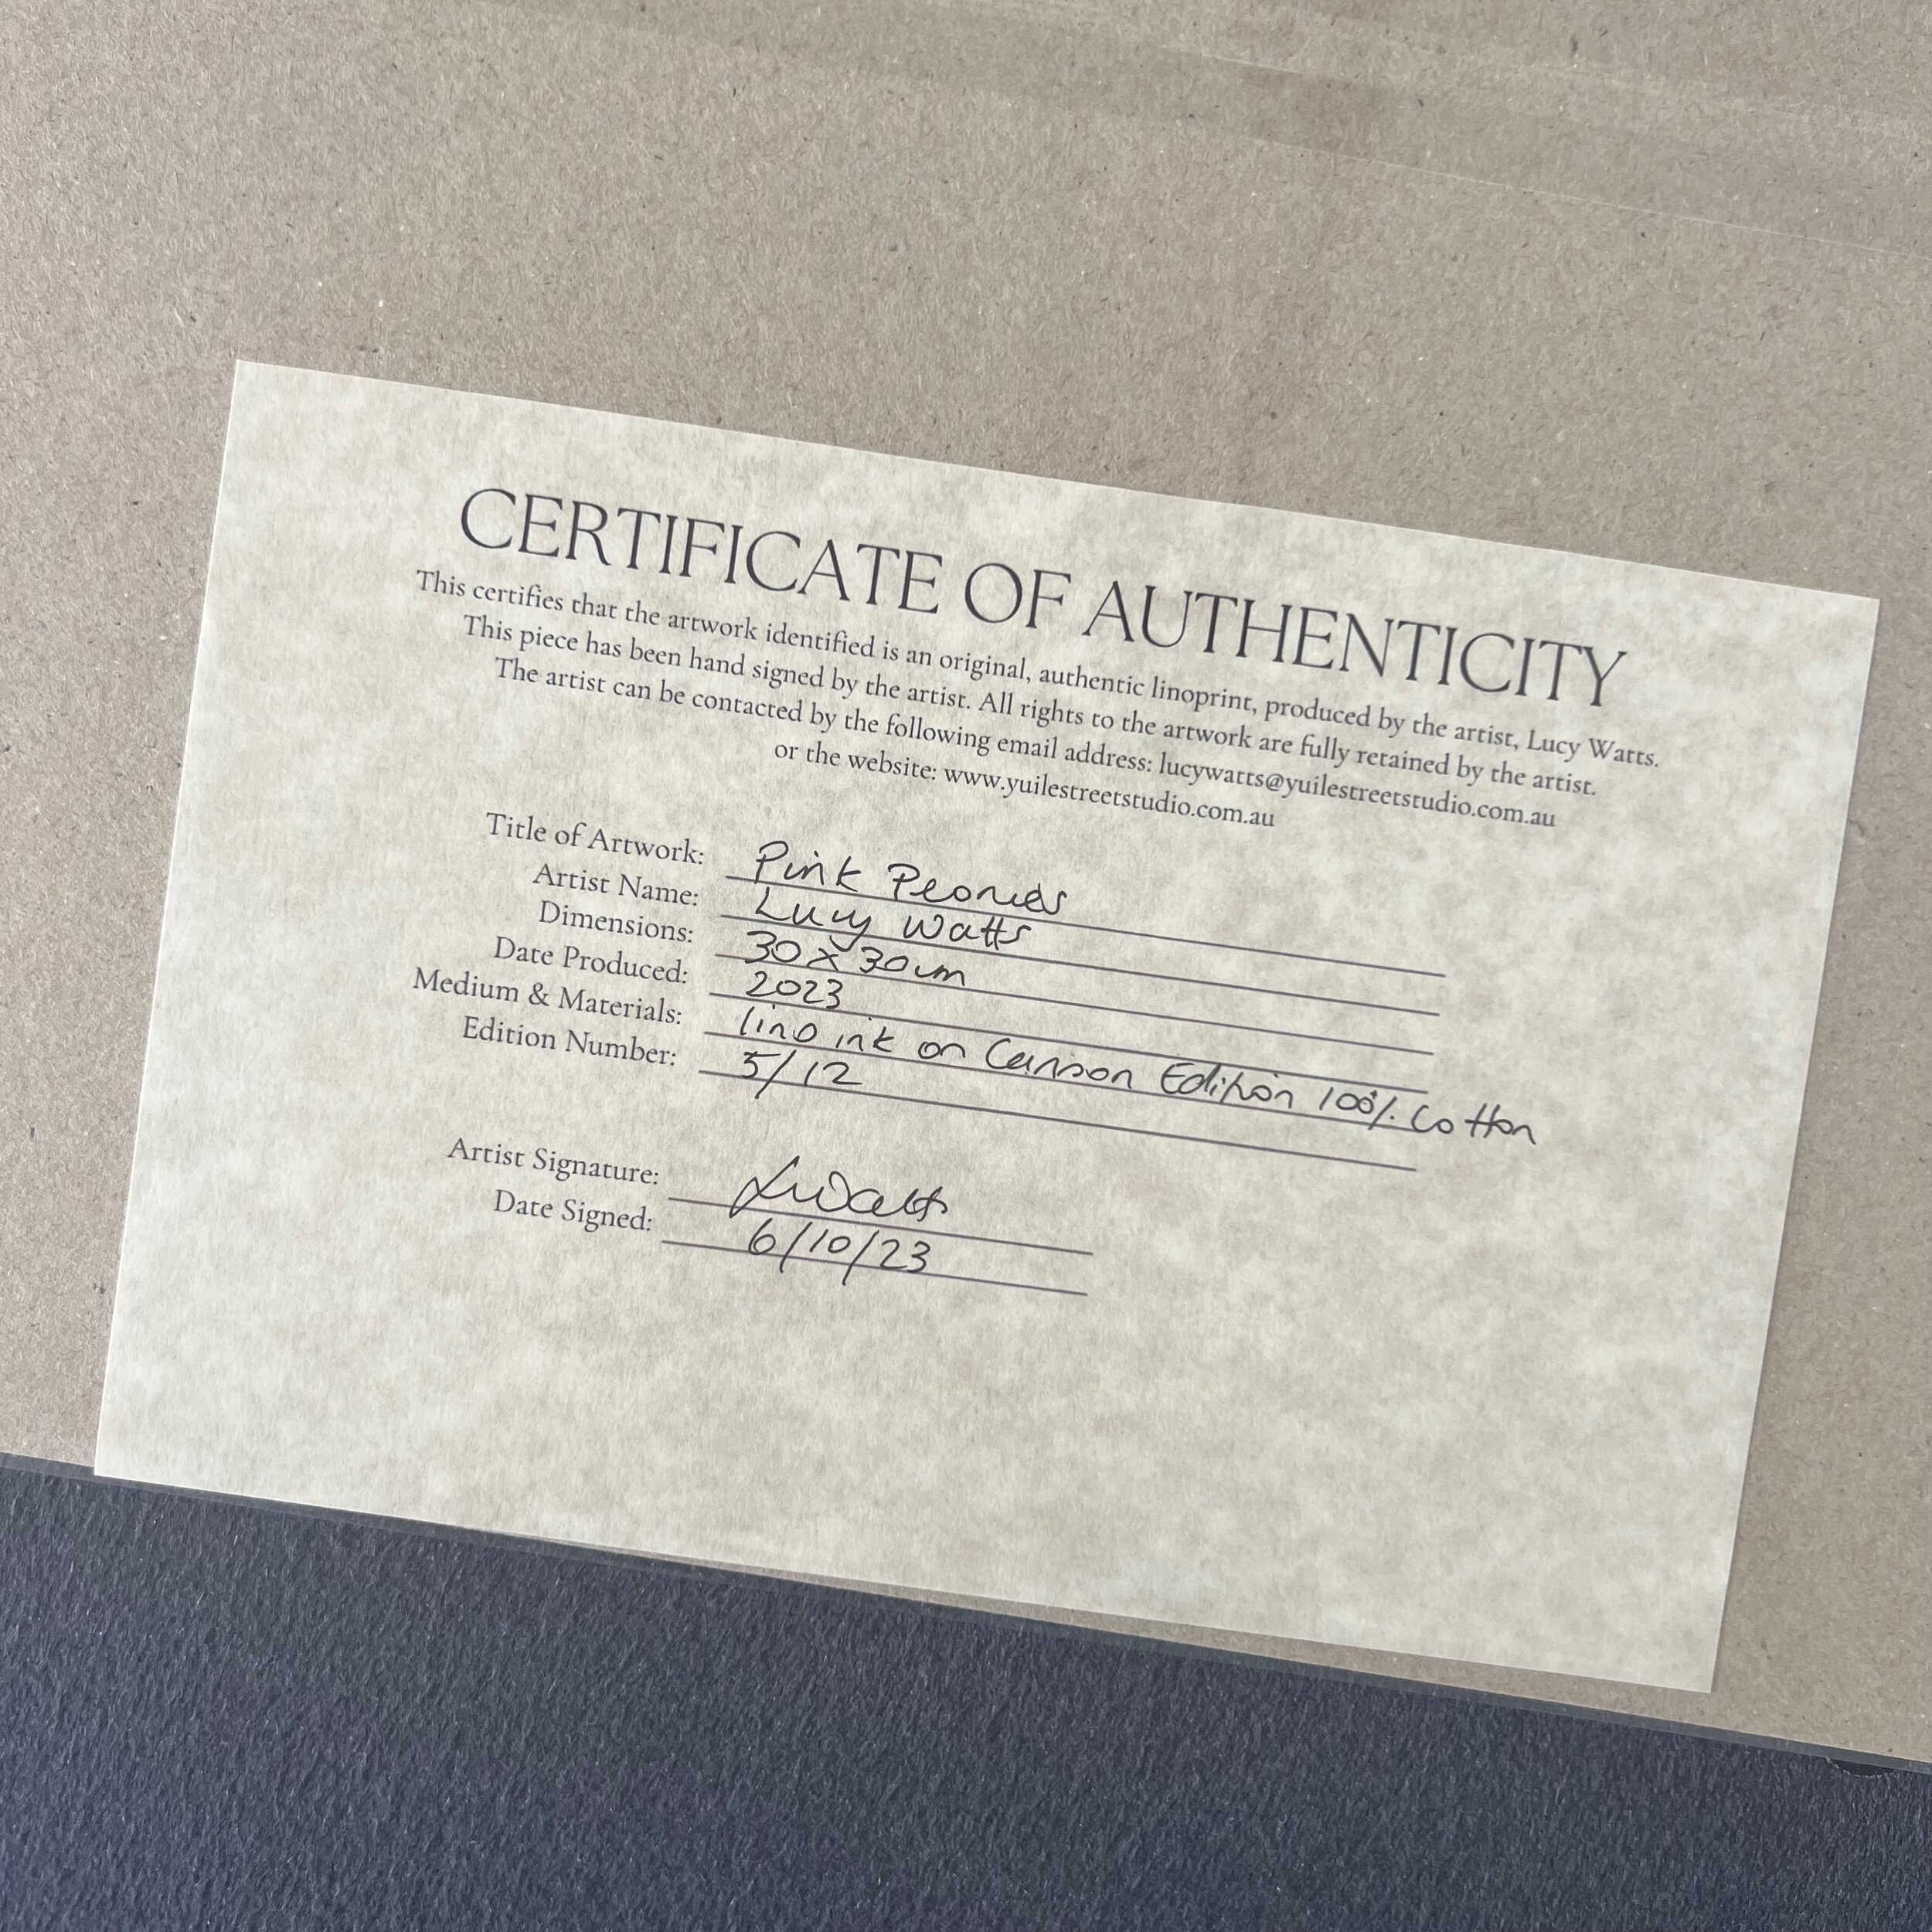 CERTIFICATE OF AUTHENTICITY
This certifies that the artwork identified is an original, authentic linoprint, produced by the artist, Lucy Watts.
This piece has been hand signed by the artist. All rights to the artwork are fully retained by the artist.
The artist can be contacted by the following email address: lucywatts@yuilestreetstudio.com.au
or the website: www.yuilestreetstudio.com.au
Title of Artwork: Pink Peonies
Artist Name: Lucy Watts
Dimensions: 30 x 30cm
Date Produced: 2023
Medium & Materials: lino ink on Canson Edition 100% Cotton
Edition Number: 5/12
Artist Signature: LWatts
Date Signed: 6/10/23